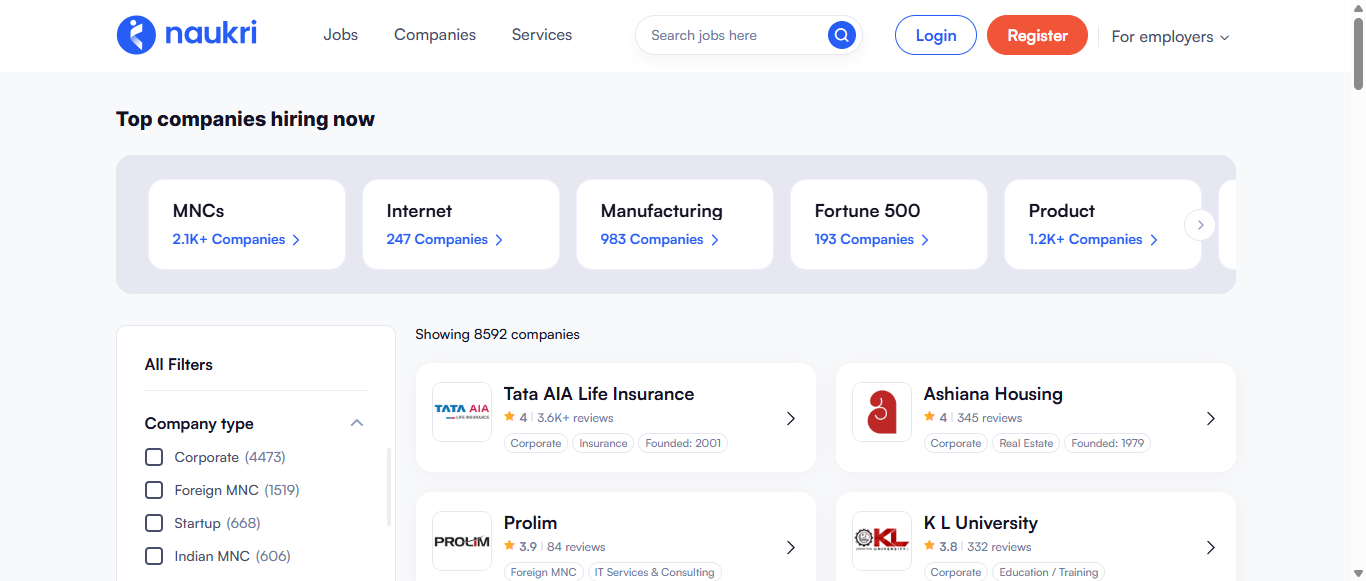 naukri
Jobs
Companies
Services
Search jobs here
Login
Register
For employers
Top companies hiring now
MNCs
2.1K+ Companies
Internet
247 Companies
Manufacturing
983 Companies
Fortune 500
193 Companies
Product
1.2K+ Companies
All Filters
Company type
Corporate (4473)
Foreign MNC (1519)
Startup (668)
Indian MNC (606)
Showing 8592 companies
TATA AIA
LIFE INSURANCE
Tata AIA Life Insurance
4 | 3.6K+ reviews
Corporate
Insurance
Founded: 2001
Ashiana Housing
4 | 345 reviews
Corporate
Real Estate
Founded: 1979
PROLIM
Prolim
3.9 | 84 reviews
Foreign MNC
IT Services & Consulting
KL
K L University
3.8 | 332 reviews
Corporate
Education / Training